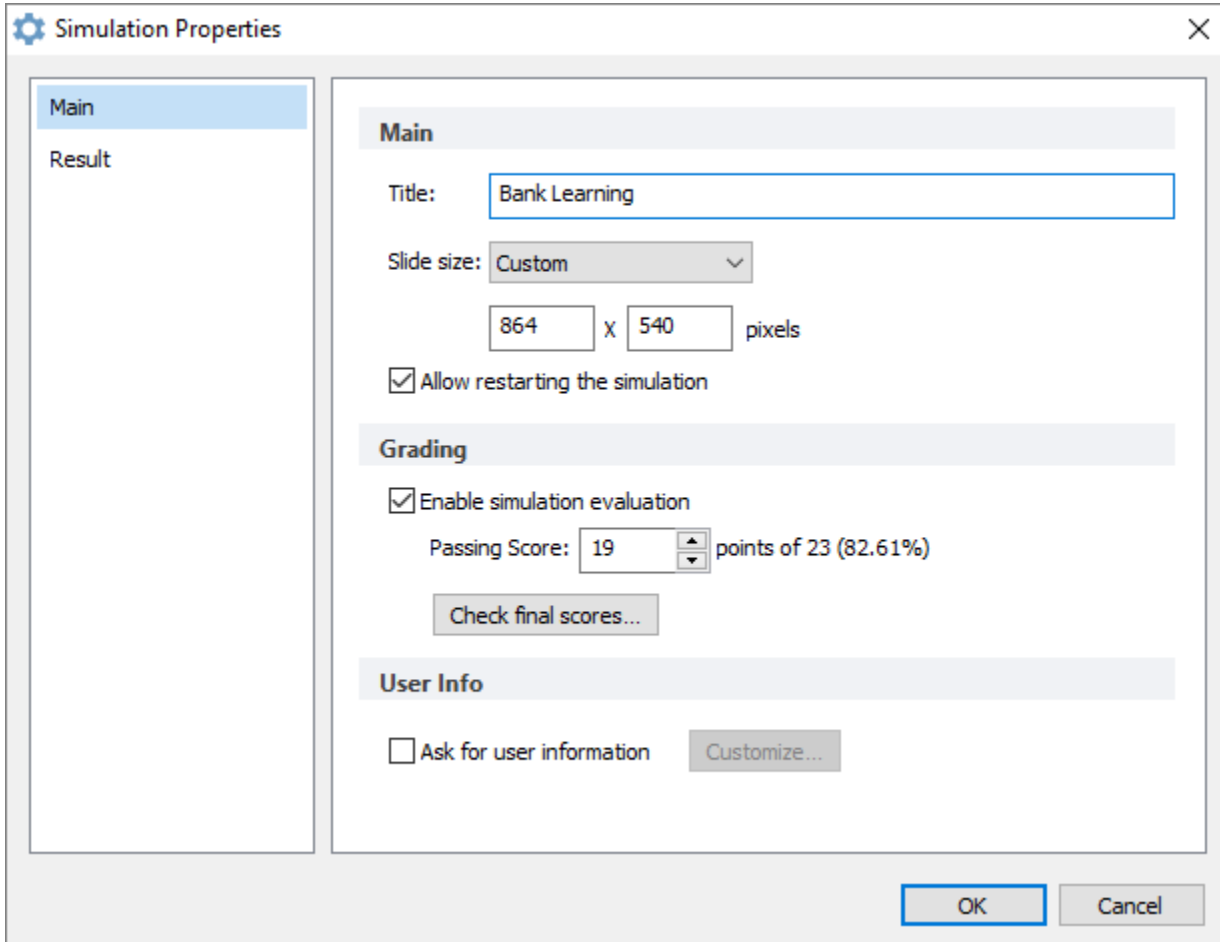 Simulation Properties
Main
Result
Main
Title: Bank Learning
Slide size: Custom
864 X 540 pixels
Allow restarting the simulation
Grading
Enable simulation evaluation
Passing Score: 19 points of 23 (82.61%)
Check final scores...
User Info
Ask for user information Customize...
OK Cancel